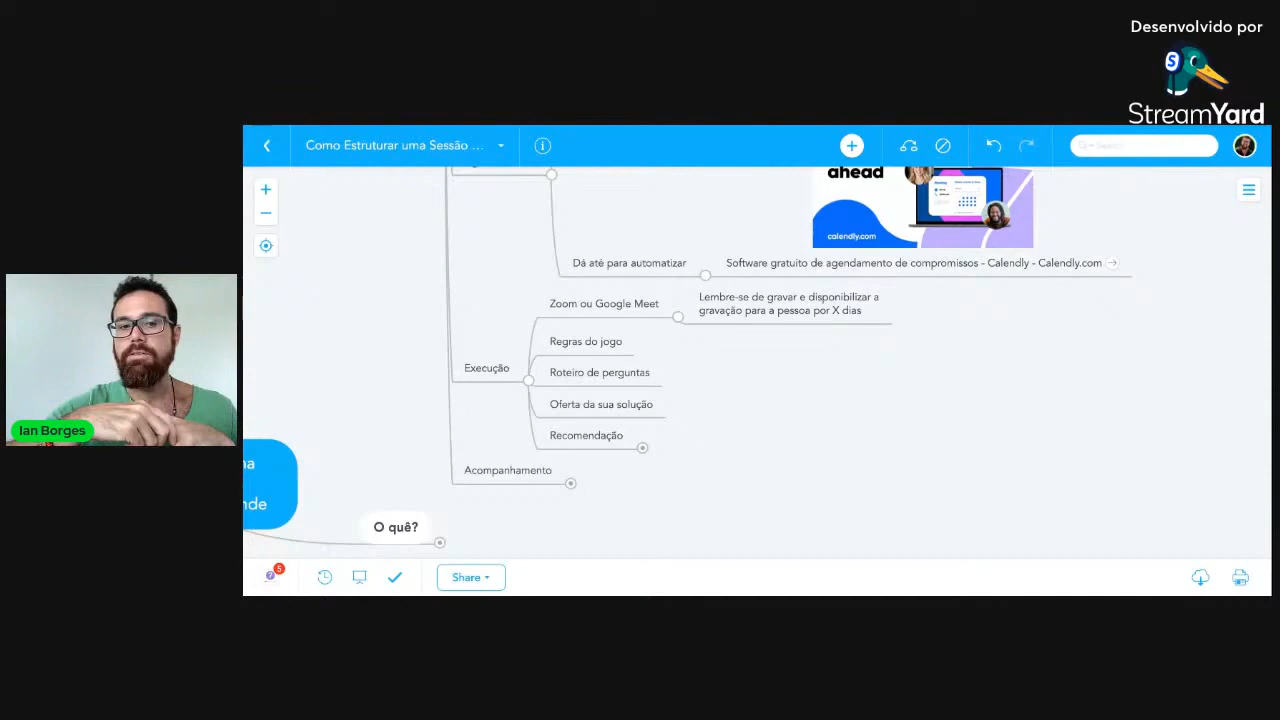 Desenvolvido por
StreamYard
Como Estruturar uma Sessão ...
ahead
calendly.com
Dá até para automatizar
Software gratuito de agendamento de compromissos - Calendly - Calendly.com
Zoom ou Google Meet
Lembre-se de gravar e disponibilizar a
gravação para a pessoa por X dias
Regras do jogo
Execução
Roteiro de perguntas
Oferta da sua solução
Recomendação
Ian Borges
Acompanhamento
O quê?
5
Share